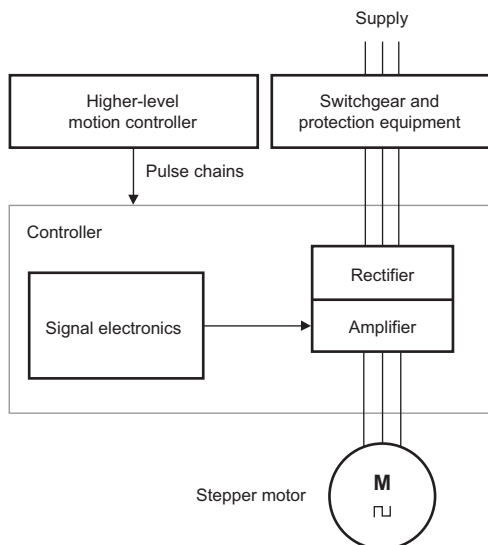 Supply
Higher-level
motion controller
Switchgear and
protection equipment
Pulse chains
Controller
Rectifier
Signal electronics
Amplifier
Stepper motor
M